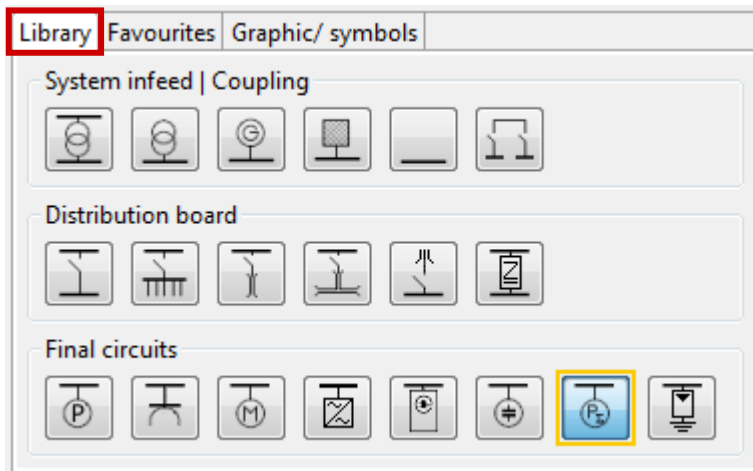 Library Favourites Graphic/ symbols
System infeed | Coupling
G
Distribution board
Final circuits
P M P